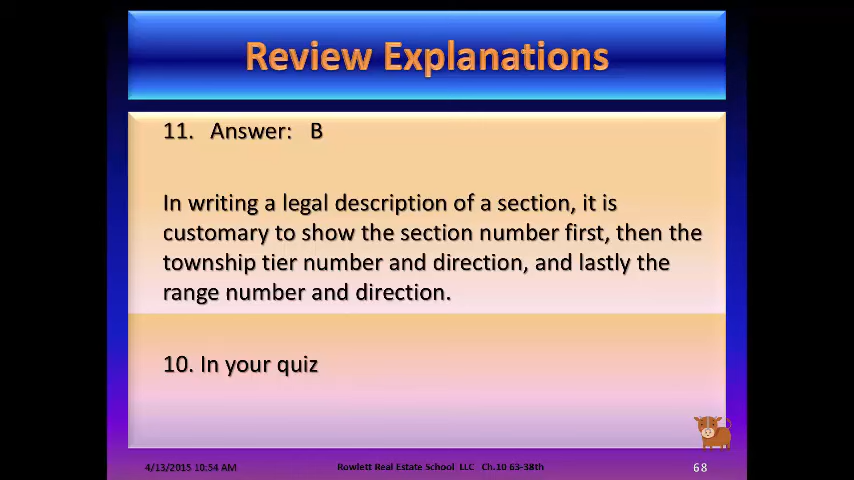 Review Explanations
11. Answer: B
In writing a legal description of a section, it is
customary to show the section number first, then the
township tier number and direction, and lastly the
range number and direction.
10. In your quiz
4/13/2015 10:54 AM
Rowlett Real Estate School LLC Ch.10 63-38th
68